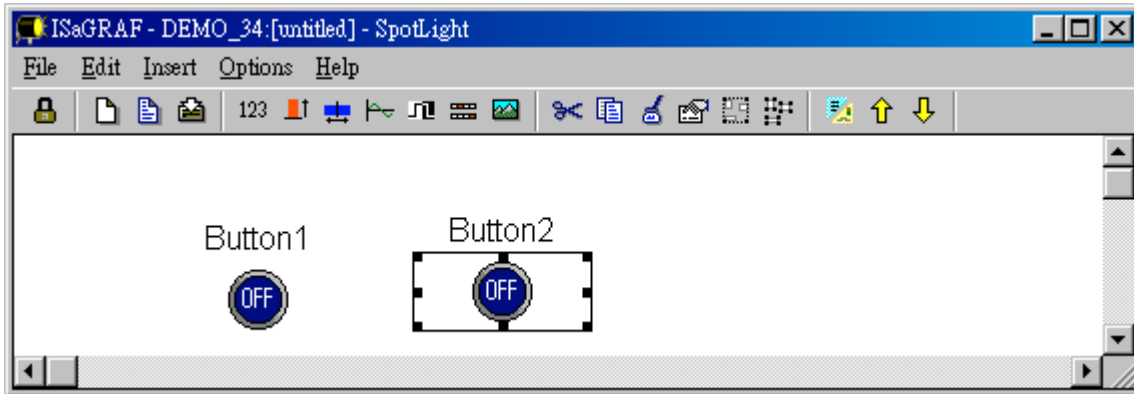 ISaGRAF - DEMO_34:[untitled] - SpotLight
File Edit Insert Options Help
123
Button1 Button2
OFF OFF